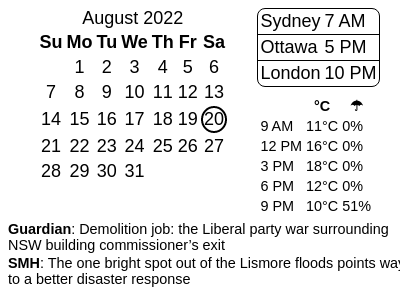 August 2022
Su Mo Tu We Th Fr Sa
1 2 3 4 5 6
7 8 9 10 11 12 13
14 15 16 17 18 19 20
21 22 23 24 25 26 27
28 29 30 31
Sydney 7 AM
Ottawa 5 PM
London 10 PM
°C ☂
9 AM 11°C 0%
12 PM 16°C 0%
3 PM 18°C 0%
6 PM 12°C 0%
9 PM 10°C 51%
Guardian: Demolition job: the Liberal party war surrounding
NSW building commissioner’s exit
SMH: The one bright spot out of the Lismore floods points way
to a better disaster response